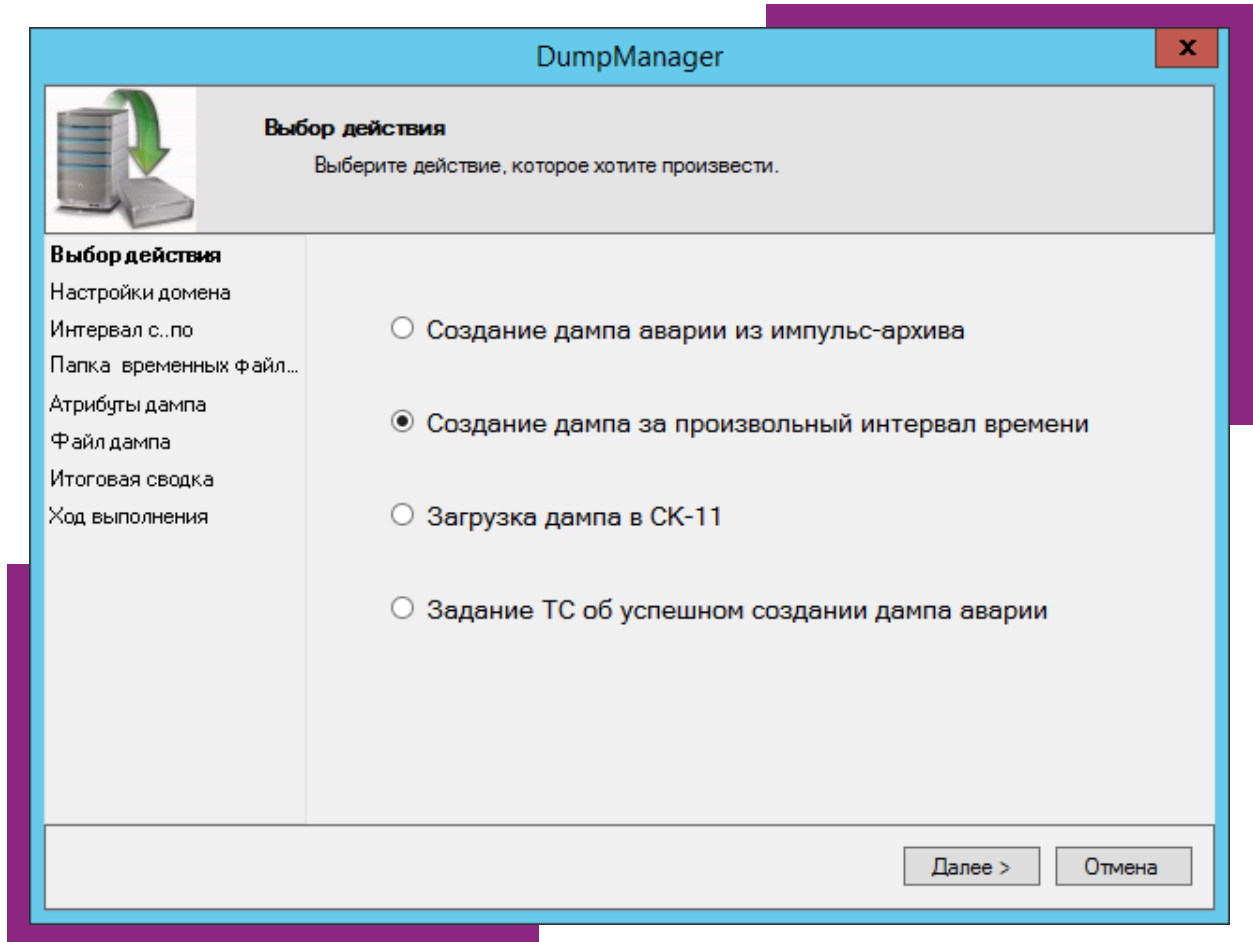 DumpManager
x
Выбор действия
Выберите действие, которое хотите произвести.
Выбор действия
Настройки домена
Интервал с..по
Папка временных файл...
Атрибуты дампа
Файл дампа
Итоговая сводка
Ход выполнения
Создание дампа аварии из импульс-архива
Создание дампа за произвольный интервал времени
Загрузка дампа в СК-11
Задание ТС об успешном создании дампа аварии
Далее >
Отмена